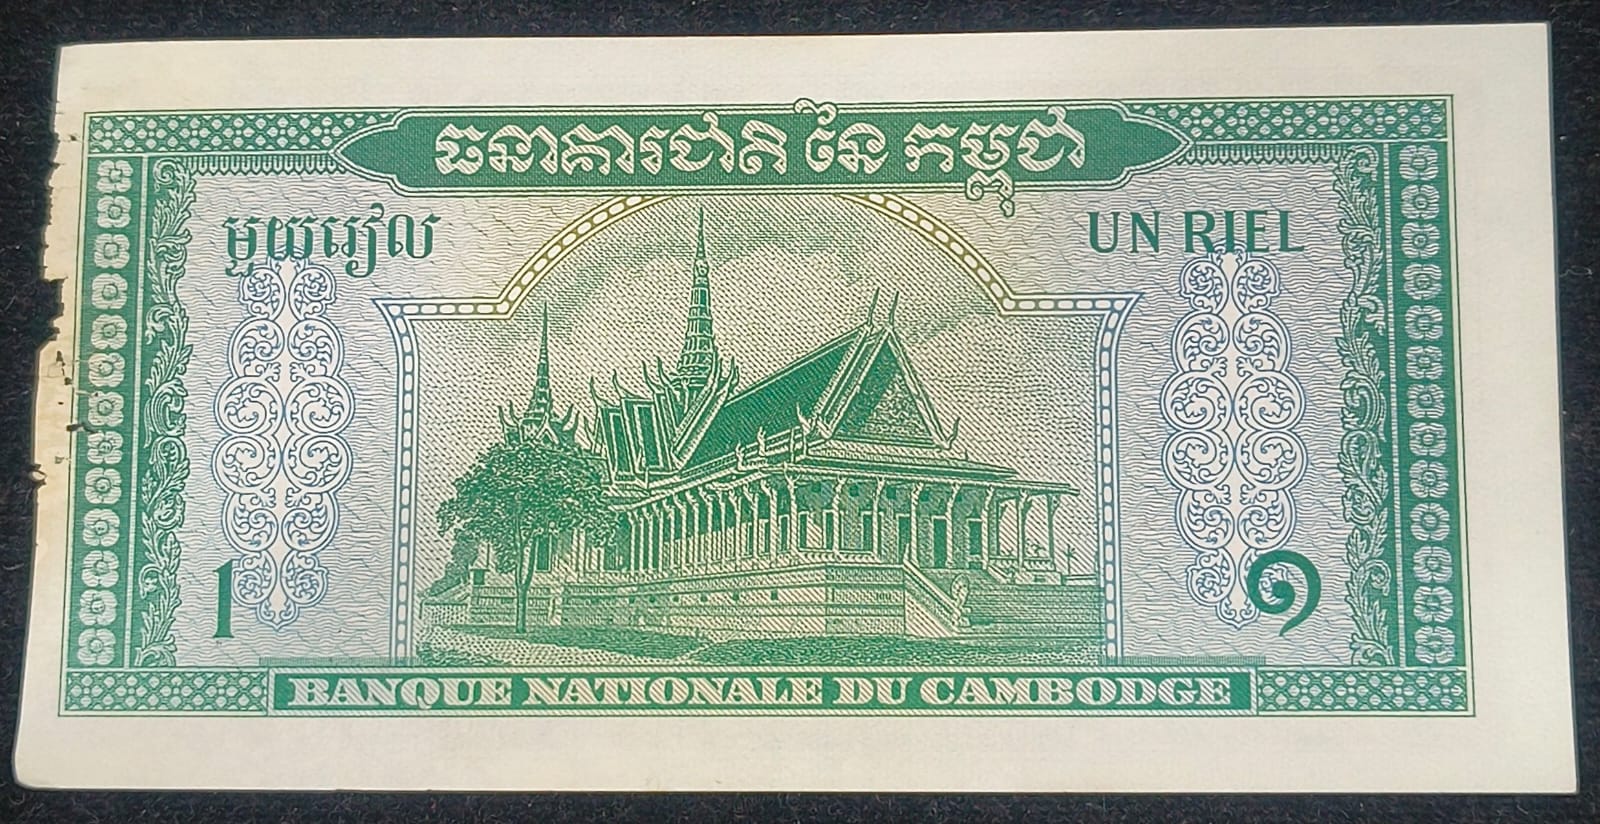 ធនាគារជាតិ នៃ កម្ពុជា
មួយរៀល
UN RIEL
1
១
BANQUE NATIONALE DU CAMBODGE